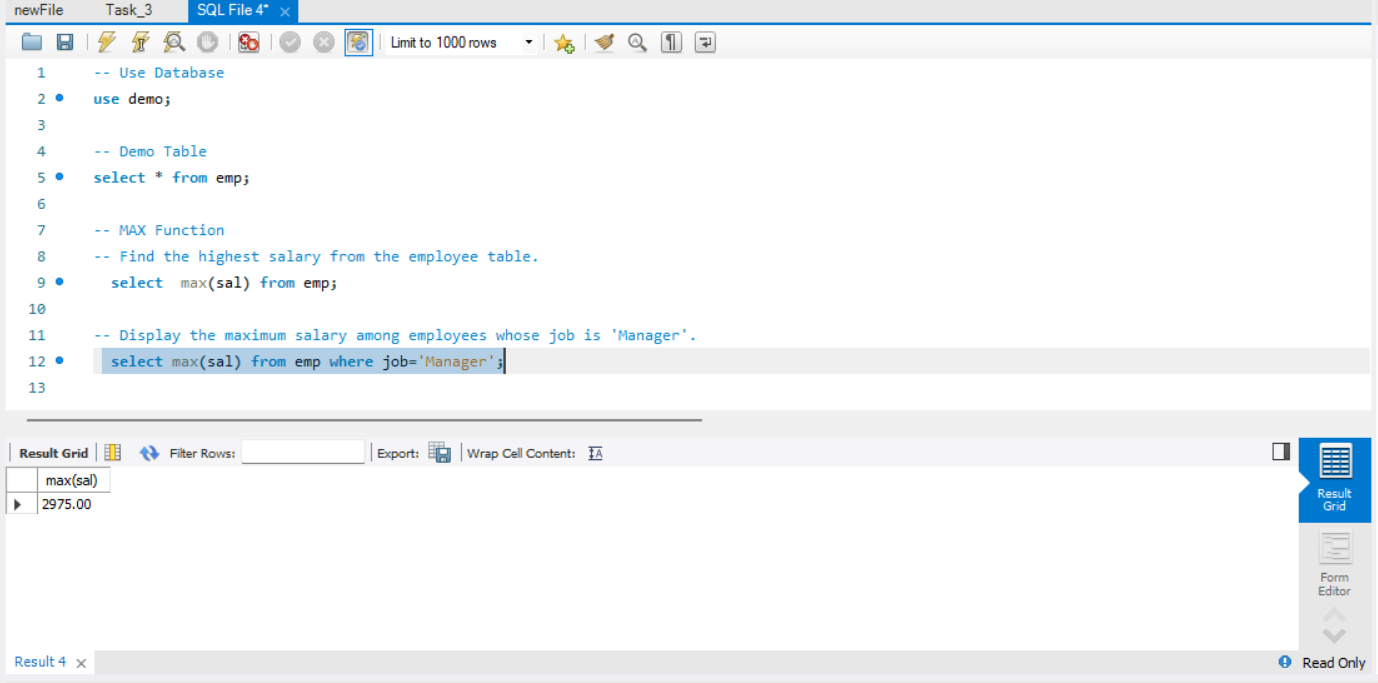 newFile Task_3 SQL File 4*
Limit to 1000 rows
1 -- Use Database
2 use demo;
3
4 -- Demo Table
5 select * from emp;
6
7 -- MAX Function
8 -- Find the highest salary from the employee table.
9 select  max(sal) from emp;
10
11 -- Display the maximum salary among employees whose job is 'Manager'.
12 select max(sal) from emp where job='Manager';
13
Result Grid Filter Rows: Export: Wrap Cell Content: IA
max(sal)
2975.00
Result
Grid
Form
Editor
Result 4 Read Only